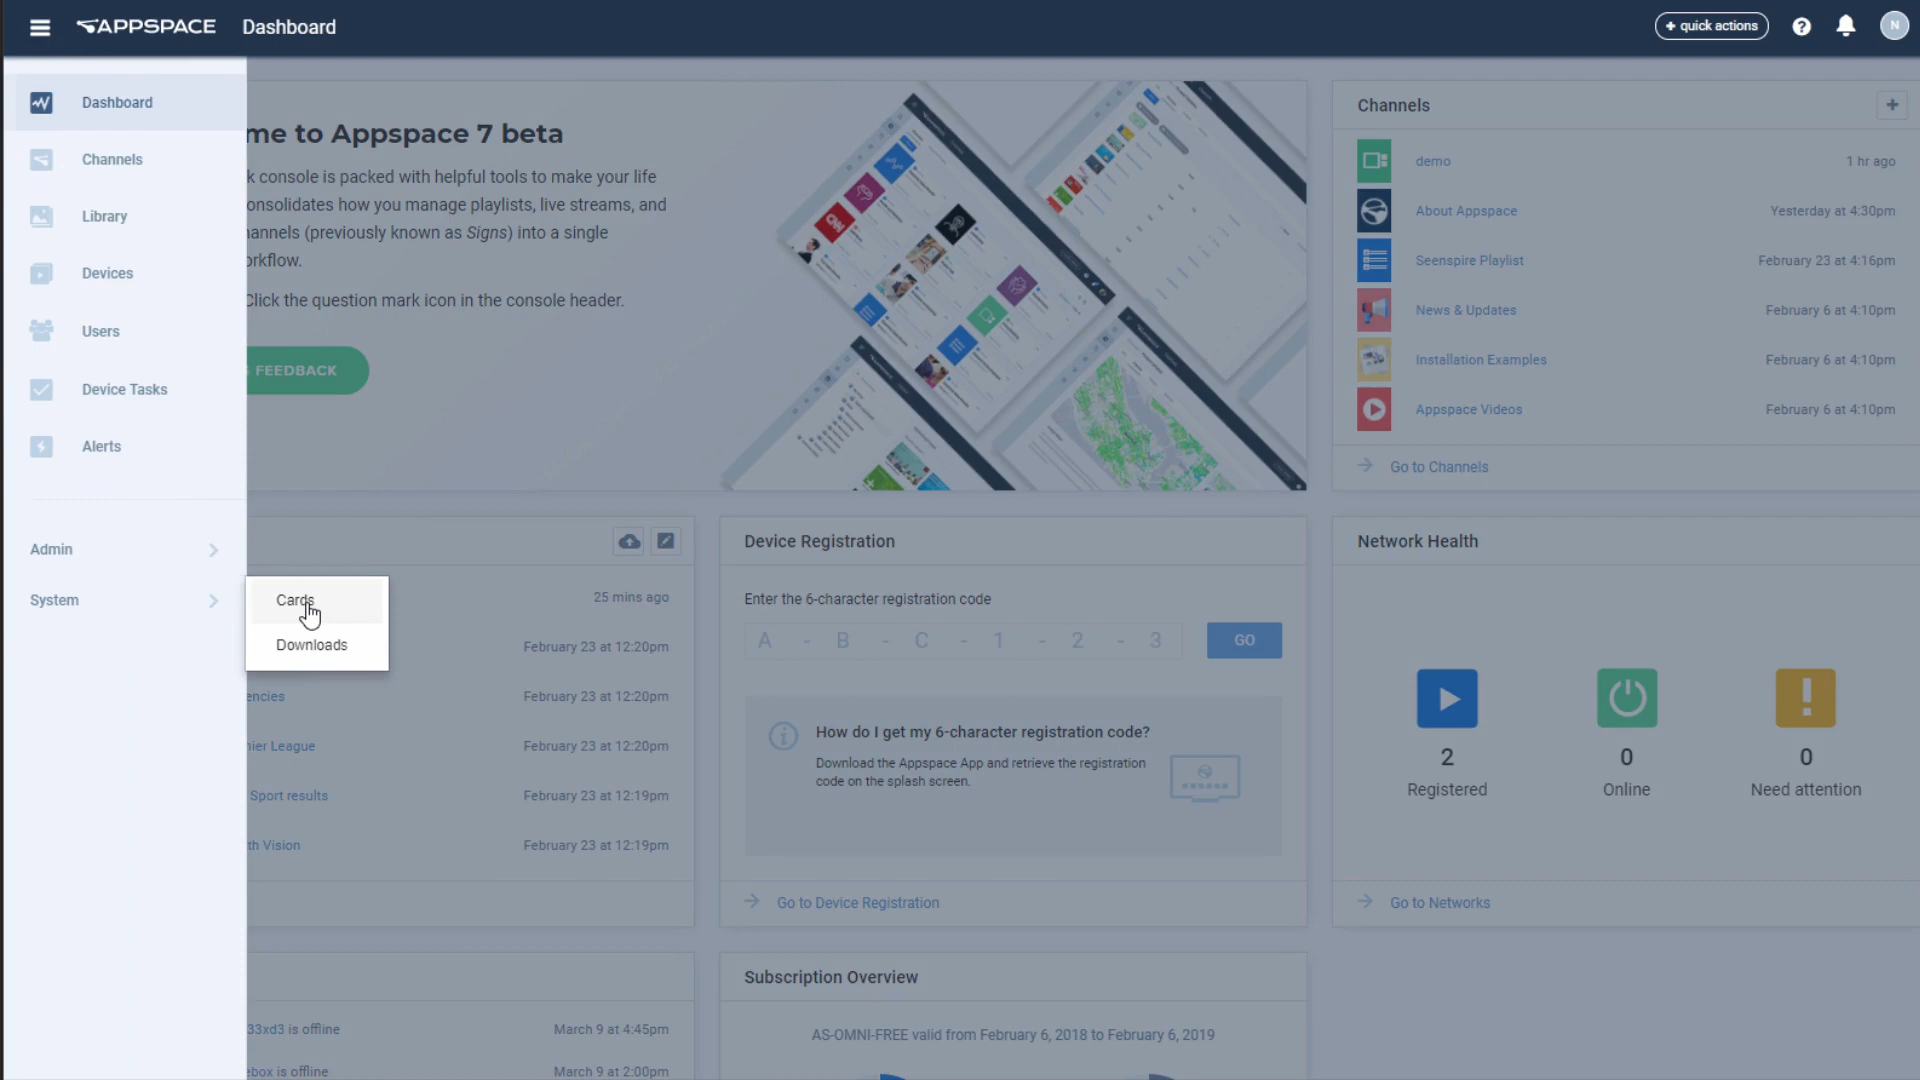 APPSPACE Dashboard
+ quick actions
?
N
Dashboard
Channels
Library
Devices
Users
Device Tasks
Alerts
Admin
System
Cards
Downloads
me to Appspace 7 beta
k console is packed with helpful tools to make your life
onsolidates how you manage playlists, live streams, and
hannels (previously known as Signs) into a single
orkflow.
Click the question mark icon in the console header.
FEEDBACK
CNN
Channels
+
demo 1 hr ago
About Appspace Yesterday at 4:30pm
Seenspire Playlist February 23 at 4:16pm
News & Updates February 6 at 4:10pm
Installation Examples February 6 at 4:10pm
Appspace Videos February 6 at 4:10pm
Go to Channels
25 mins ago
February 23 at 12:20pm
encies February 23 at 12:20pm
ier League February 23 at 12:20pm
Sport results February 23 at 12:19pm
th Vision February 23 at 12:19pm
Device Registration
Enter the 6-character registration code
A - B - C - 1 - 2 - 3
GO
How do I get my 6-character registration code?
Download the Appspace App and retrieve the registration
code on the splash screen.
Go to Device Registration
Network Health
2
Registered
0
Online
0
Need attention
Go to Networks
33xd3 is offline March 9 at 4:45pm
ebox is offline March 9 at 2:00pm
Subscription Overview
AS-OMNI-FREE valid from February 6, 2018 to February 6, 2019